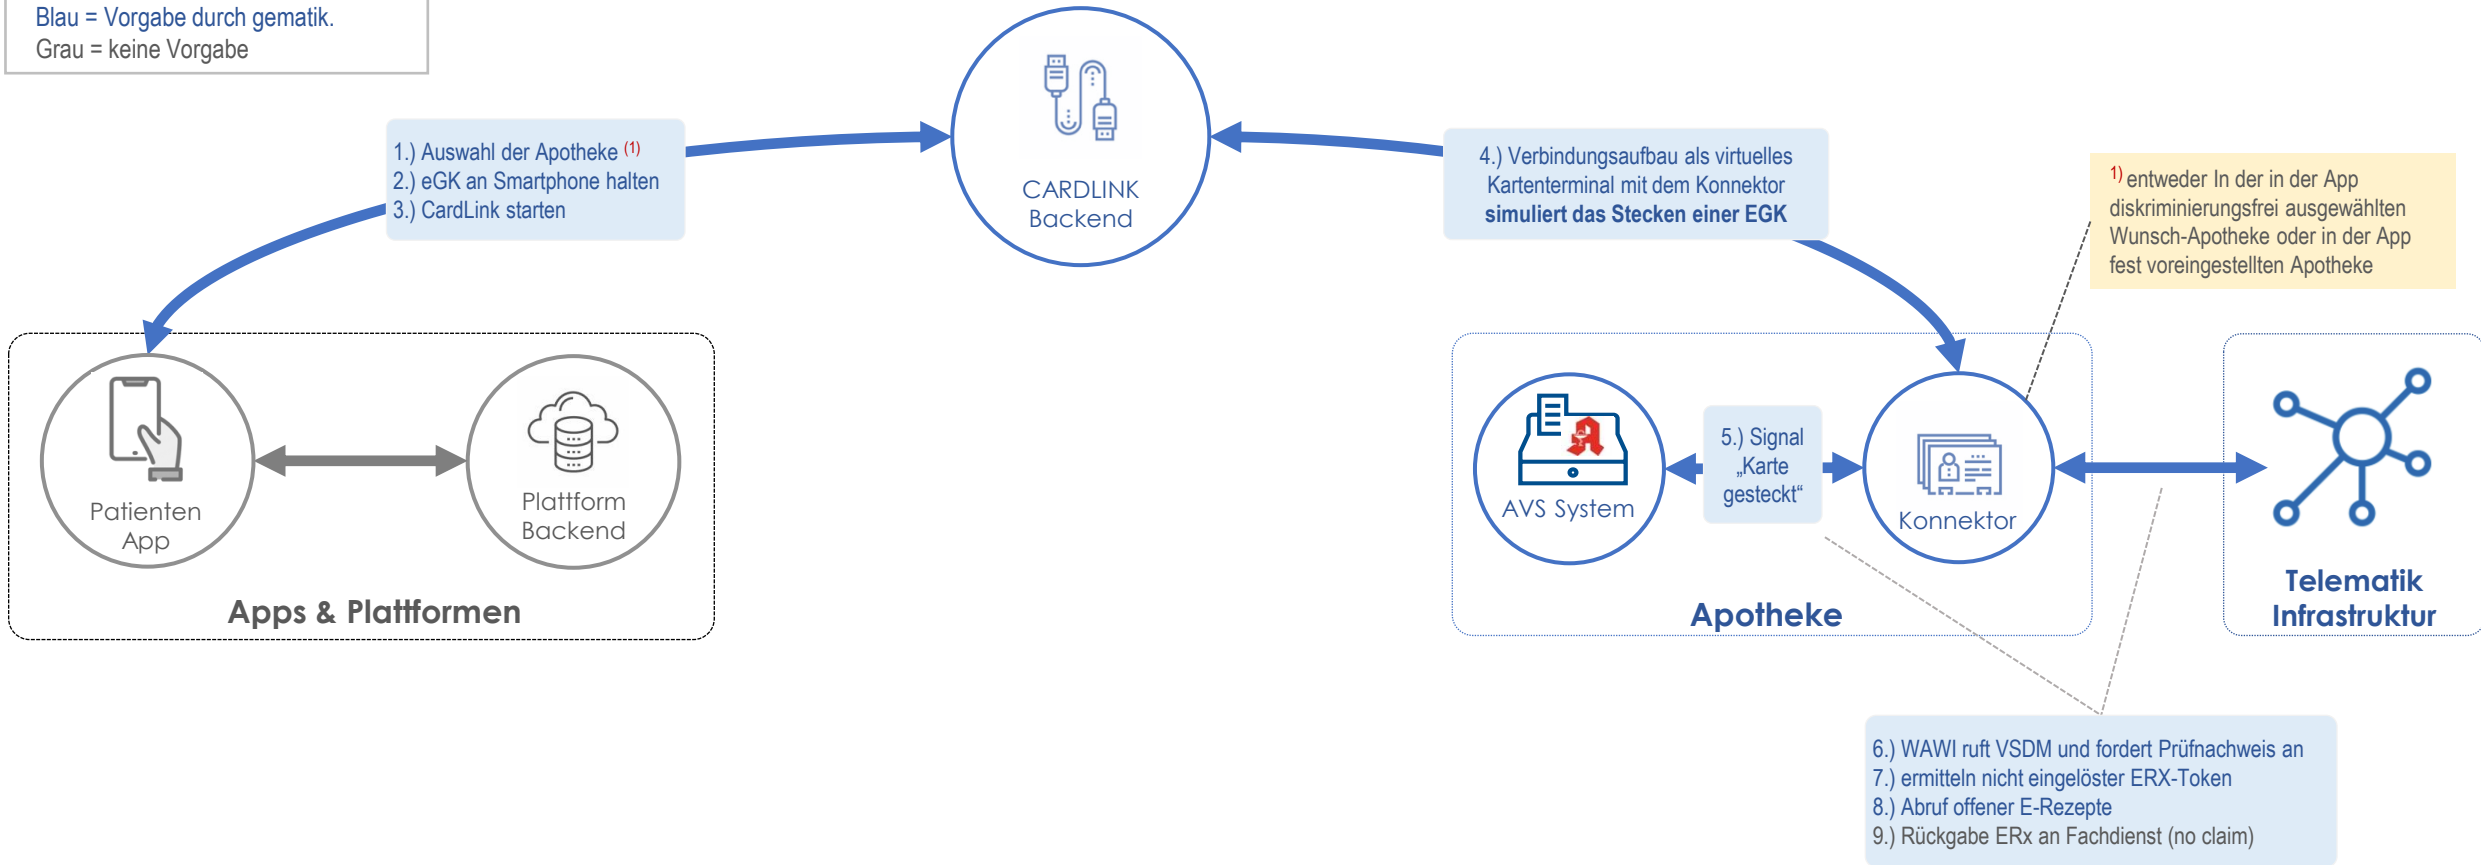 Blau = Vorgabe durch gematik.
Grau = keine Vorgabe
CARDLINK
Backend
1.) Auswahl der Apotheke (1)
2.) eGK an Smartphone halten
3.) CardLink starten
4.) Verbindungsaufbau als virtuelles
Kartenterminal mit dem Konnektor
simuliert das Stecken einer EGK
1) entweder In der in der App
diskriminierungsfrei ausgewählten
Wunsch-Apotheke oder in der App
fest voreingestellten Apotheke
Patienten
App
Plattform
Backend
Apps & Plattformen
AVS System
5.) Signal
„Karte
gesteckt“
Konnektor
Apotheke
Telematik
Infrastruktur
6.) WAWI ruft VSDM und fordert Prüfnachweis an
7.) ermitteln nicht eingelöster ERX-Token
8.) Abruf offener E-Rezepte
9.) Rückgabe ERx an Fachdienst (no claim)